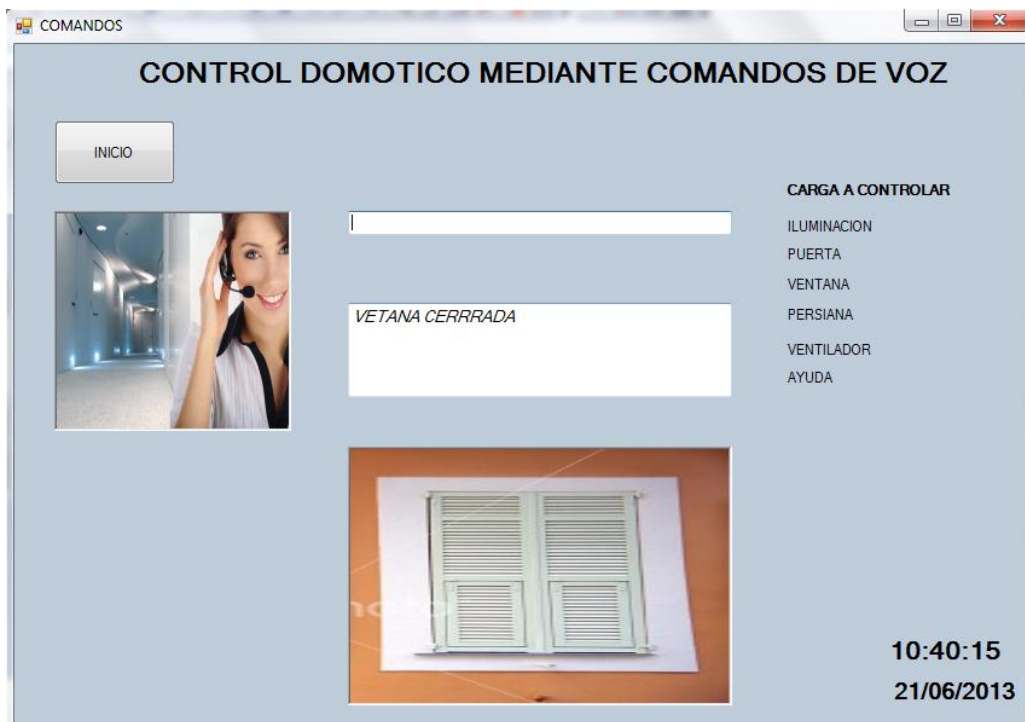 COMANDOS
CONTROL DOMOTICO MEDIANTE COMANDOS DE VOZ
INICIO
CARGA A CONTROLAR
ILUMINACION
PUERTA
VENTANA
VETANA CERRRADA
PERSIANA
VENTILADOR
AYUDA
10:40:15
21/06/2013